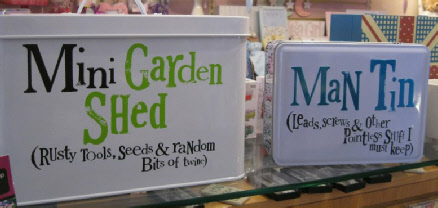 Mini Garden
Shed
(Rusty Tools, Seeds & random
Bits of twine)
Man Tin
(Leads, screws & Other
Pointless Stuff I
must keep)